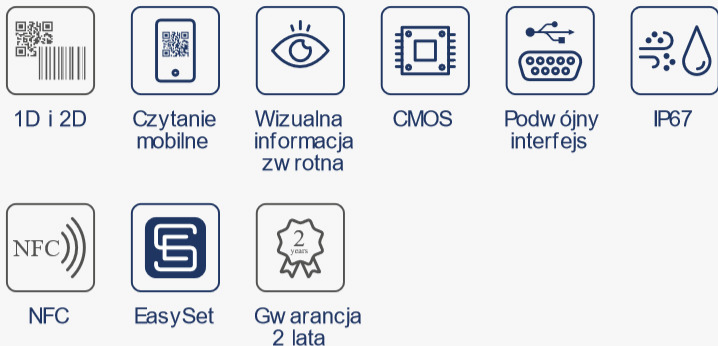 1D i 2D
Czytanie
mobilne
Wizualna
informacja
zwrotna
CMOS
Podwójny
interfejs
IP67
NFC
2
years
NFC
EasySet
Gwarancja
2 lata